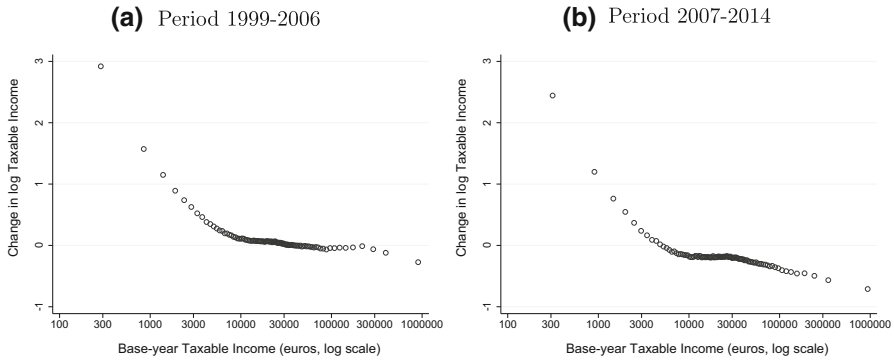 (a) Period 1999-2006
Change in log Taxable Income
3
2
1
0
-1
100 300 1000 3000 10000 30000 100000 300000 1000000
Base-year Taxable Income (euros, log scale)
(b) Period 2007-2014
Change in log Taxable Income
3
2
1
0
-1
100 300 1000 3000 10000 30000 100000 300000 1000000
Base-year Taxable Income (euros, log scale)